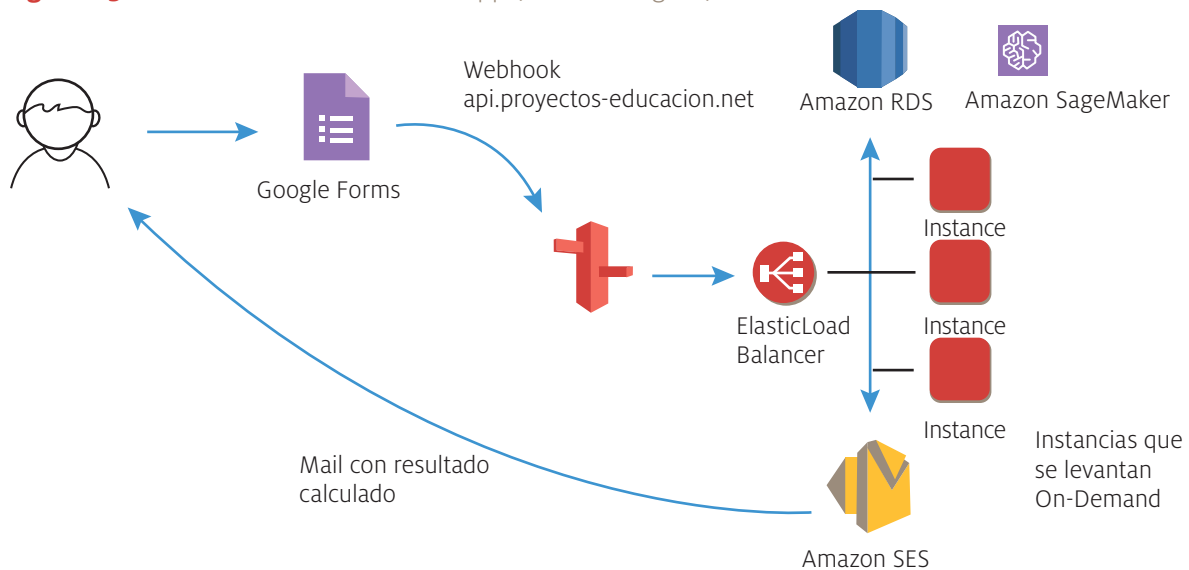 Webhook
api.proyectos-educacion.net
Amazon RDS
Amazon SageMaker
Google Forms
Instance
ElasticLoad
Balancer
Instance
Instance
Instancias que
se levantan
On-Demand
Mail con resultado
calculado
Amazon SES